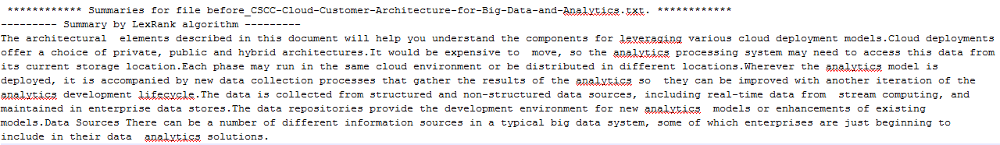 ************ Summaries for file before_CSCC-Cloud-Customer-Architecture-for-Big-Data-and-Analytics.txt. ************
--------- Summary by LexRank algorithm ---------
The architectural  elements described in this document will help you understand the components for leveraging various cloud deployment models.Cloud deployments
offer a choice of private, public and hybrid architectures.It would be expensive to  move, so the analytics processing system may need to access this data from
its current storage location.Each phase may run in the same cloud environment or be distributed in different locations.Wherever the analytics model is
deployed, it is accompanied by new data collection processes that gather the results of the analytics so  they can be improved with another iteration of the
analytics development lifecycle.The data is collected from structured and non-structured data sources, including real-time data from  stream computing, and
maintained in enterprise data stores.The data repositories provide the development environment for new analytics  models or enhancements of existing
models.Data Sources There can be a number of different information sources in a typical big data system, some of which enterprises are just beginning to
include in their data  analytics solutions.